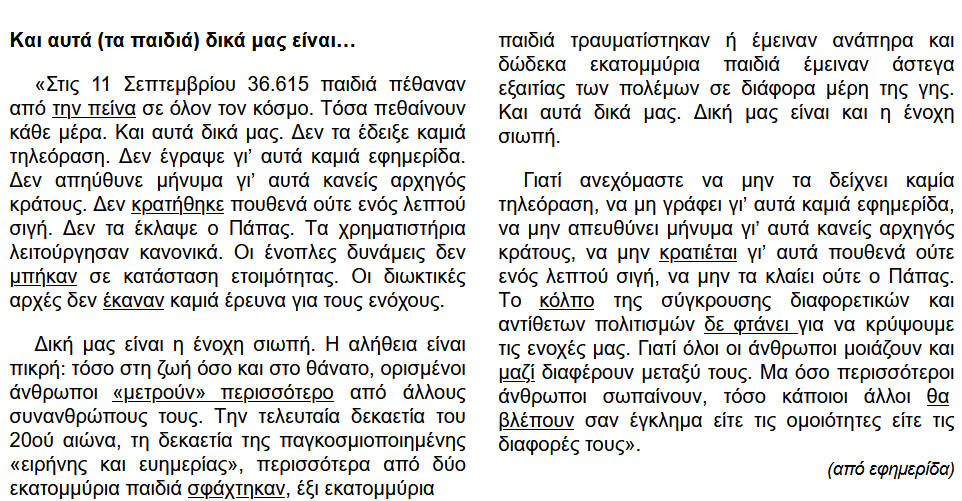 Και αυτά (τα παιδιά) δικά μας είναι…
«Στις 11 Σεπτεμβρίου 36.615 παιδιά πέθαναν
από την πείνα σε όλον τον κόσμο. Τόσα πεθαίνουν
κάθε μέρα. Και αυτά δικά μας. Δεν τα έδειξε καμιά
τηλεόραση. Δεν έγραψε γι’ αυτά καμιά εφημερίδα.
Δεν απηύθυνε μήνυμα γι’ αυτά κανείς αρχηγός
κράτους. Δεν κρατήθηκε πουθενά ούτε ενός λεπτού
σιγή. Δεν τα έκλαψε ο Πάπας. Τα χρηματιστήρια
λειτούργησαν κανονικά. Οι ένοπλες δυνάμεις δεν
μπήκαν σε κατάσταση ετοιμότητας. Οι διωκτικές
αρχές δεν έκαναν καμιά έρευνα για τους ενόχους.
Δική μας είναι η ένοχη σιωπή. Η αλήθεια είναι
πικρή: τόσο στη ζωή όσο και στο θάνατο, ορισμένοι
άνθρωποι «μετρούν» περισσότερο από άλλους
συνανθρώπους τους. Την τελευταία δεκαετία του
20ού αιώνα, τη δεκαετία της παγκοσμιοποιημένης
«ειρήνης και ευημερίας», περισσότερα από δύο
εκατομμύρια παιδιά σφάχτηκαν, έξι εκατομμύρια
παιδιά τραυματίστηκαν ή έμειναν ανάπηρα και
δώδεκα εκατομμύρια παιδιά έμειναν άστεγα
εξαιτίας των πολέμων σε διάφορα μέρη της γης.
Και αυτά δικά μας. Δική μας είναι και η ένοχη
σιωπή.
Γιατί ανεχόμαστε να μην τα δείχνει καμία
τηλεόραση, να μη γράφει γι’ αυτά καμιά εφημερίδα,
να μην απευθύνει μήνυμα γι’ αυτά κανείς αρχηγός
κράτους, να μην κρατιέται γι’ αυτά πουθενά ούτε
ενός λεπτού σιγή, να μην τα κλαίει ούτε ο Πάπας.
Το κόλπο της σύγκρουσης διαφορετικών και
αντίθετων πολιτισμών δε φτάνει για να κρύψουμε
τις ενοχές μας. Γιατί όλοι οι άνθρωποι μοιάζουν και
μαζί διαφέρουν μεταξύ τους. Μα όσο περισσότεροι
άνθρωποι σωπαίνουν, τόσο κάποιοι άλλοι θα
βλέπουν σαν έγκλημα είτε τις ομοιότητες είτε τις
διαφορές τους».
(από εφημερίδα)